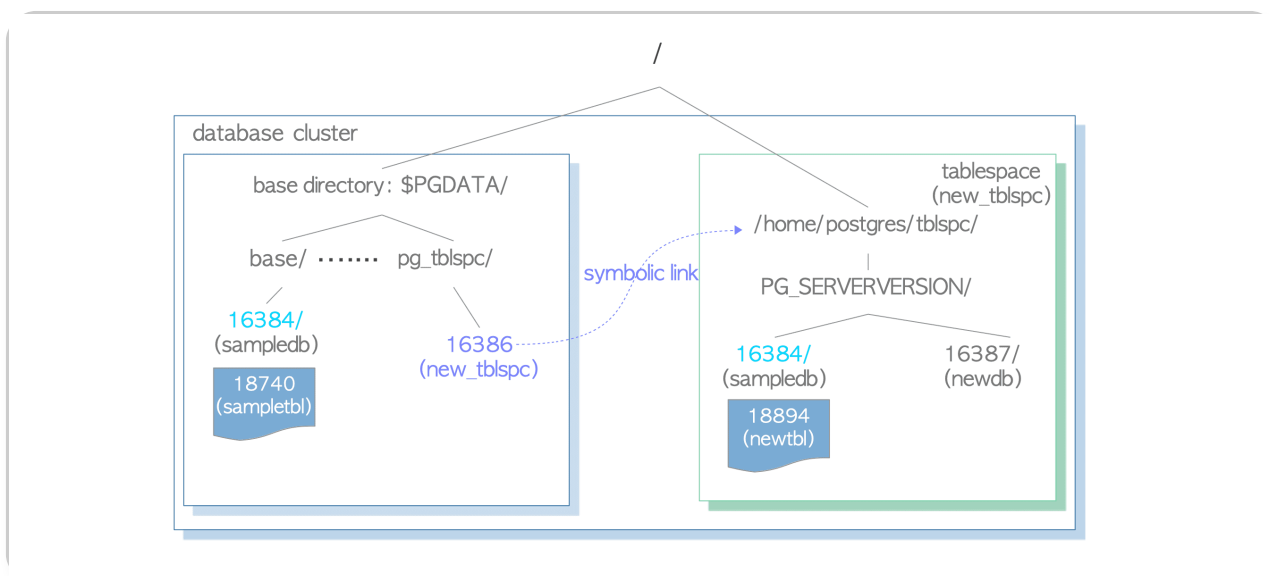 /
database cluster
base directory: $PGDATA/
base/ ······· pg_tblspc/
16384/
(sampledb)
18740
(sampletbl)
16386
(new_tblspc)
symbolic link
tablespace
(new_tblspc)
/home/postgres/tblspc/
PG_SERVERVERSION/
16384/
(sampledb)
18894
(newtbl)
16387/
(newdb)